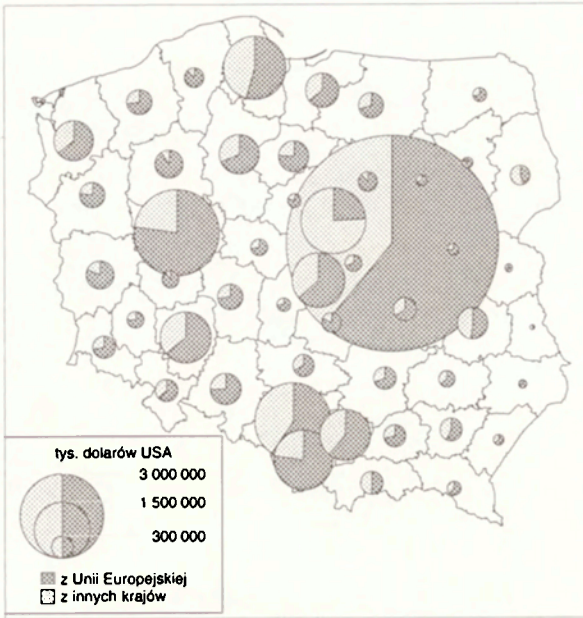 tys. dolarów USA
3 000 000
1 500 000
300 000
z Unii Europejskiej
z innych krajów